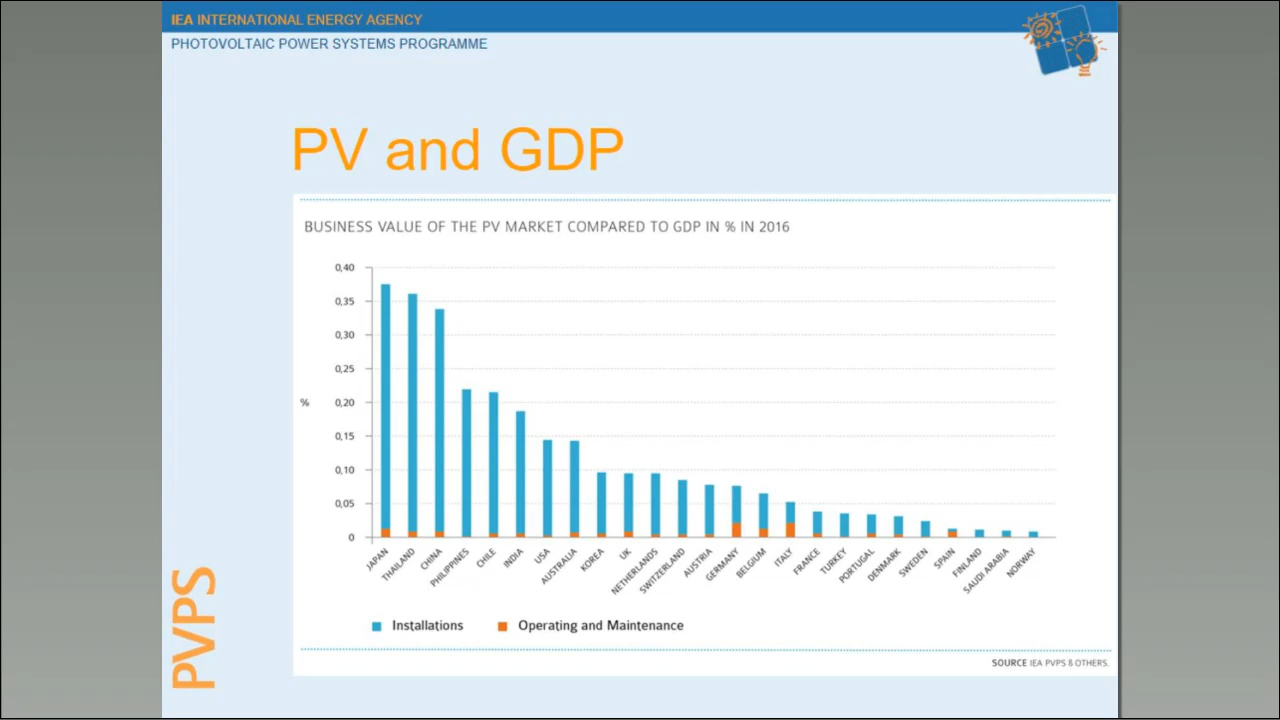 IEA INTERNATIONAL ENERGY AGENCY
PHOTOVOLTAIC POWER SYSTEMS PROGRAMME
PV and GDP
BUSINESS VALUE OF THE PV MARKET COMPARED TO GDP IN % IN 2016
0,40
0,35
0,30
0,25
%
0,20
0,15
0,10
0,05
0
JAPAN
THAILAND
CHINA
PHILIPPINES
CHILE
INDIA
USA
AUSTRALIA
KOREA
UK
NETHERLANDS
SWITZERLAND
AUSTRIA
GERMANY
BELGIUM
ITALY
FRANCE
TURKEY
PORTUGAL
DENMARK
SWEDEN
SPAIN
FINLAND
SAUDI ARABIA
NORWAY
Installations
Operating and Maintenance
SOURCE IEA PVPS & OTHERS.
PVPS